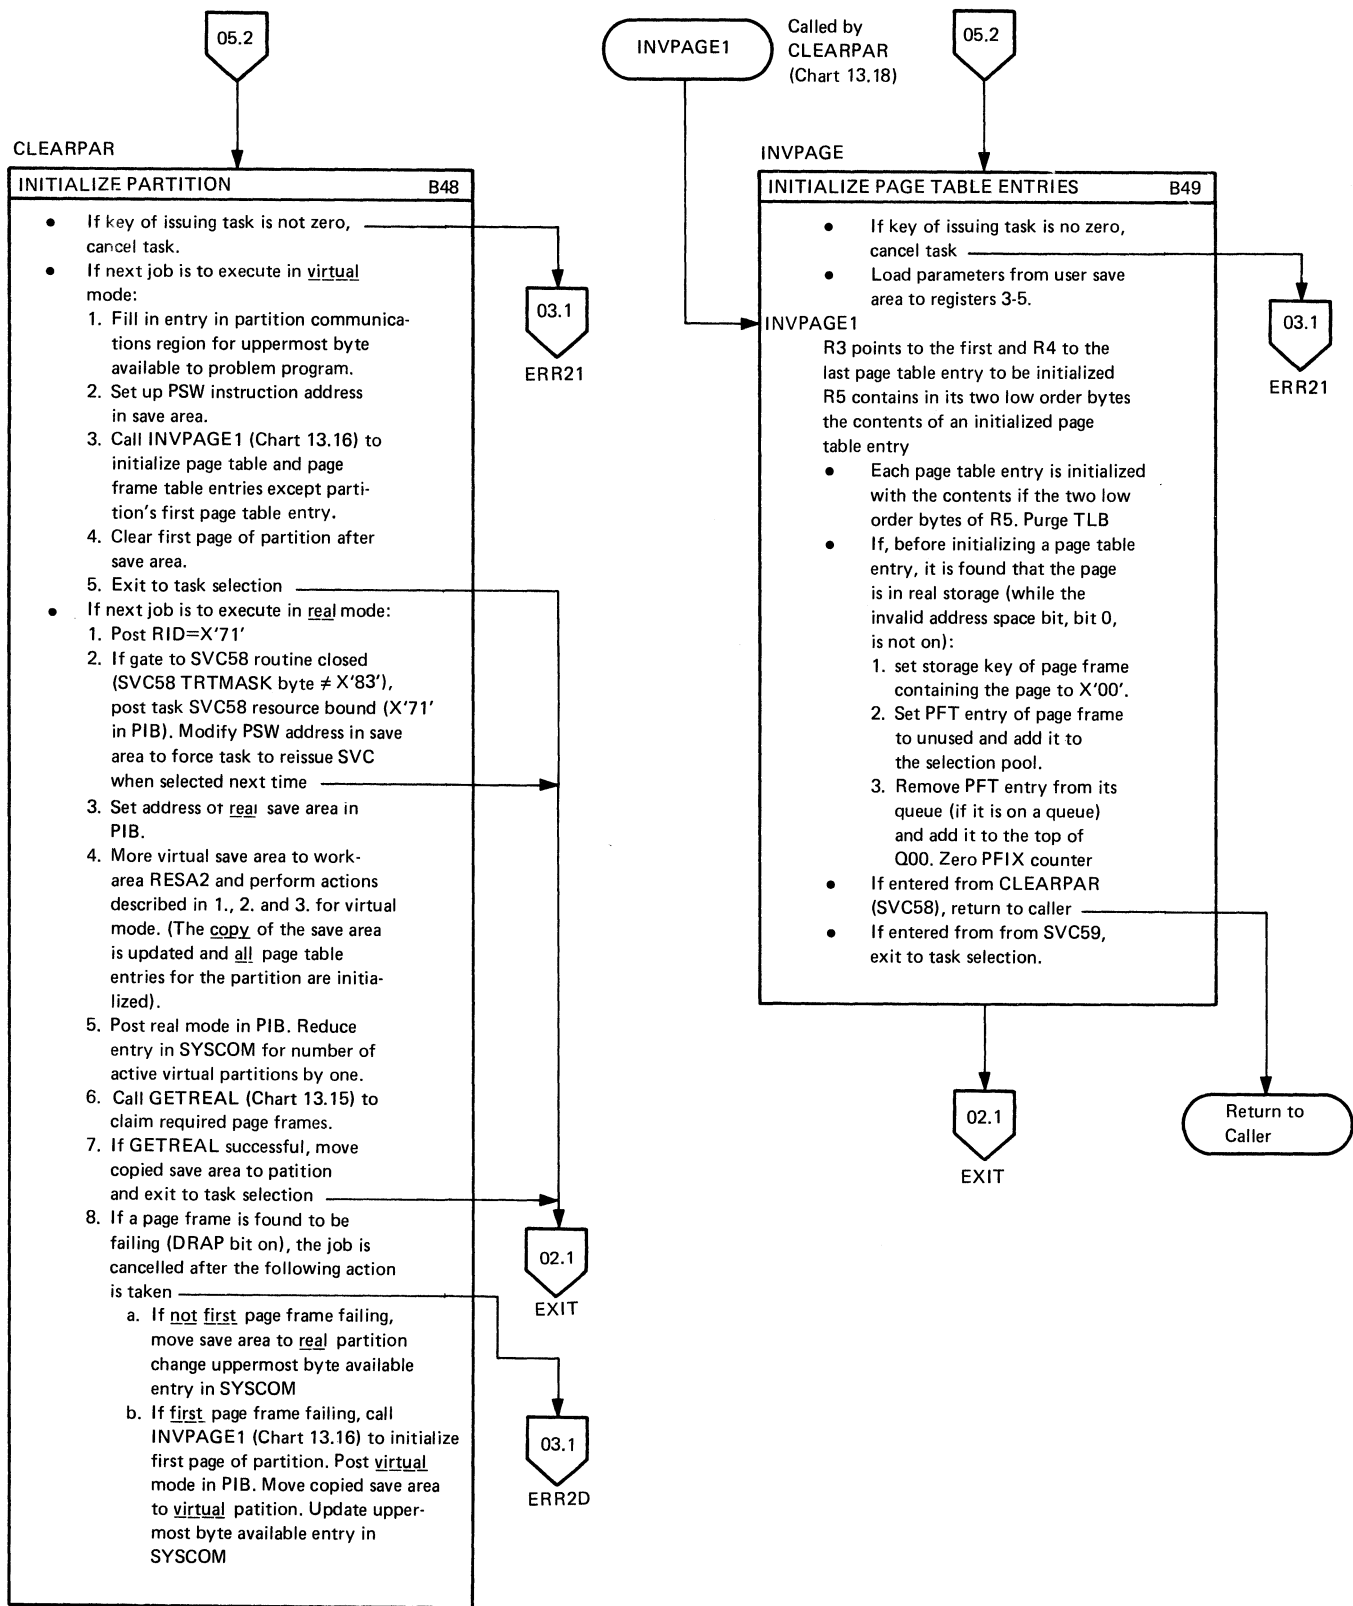 05.2
CLEARPAR
INITIALIZE PARTITION B48
• If key of issuing task is not zero,
cancel task.
• If next job is to execute in virtual
mode:
1. Fill in entry in partition communica-
tions region for uppermost byte
available to problem program.
2. Set up PSW instruction address
in save area.
3. Call INVPAGE1 (Chart 13.16) to
initialize page table and page
frame table entries except parti-
tion's first page table entry.
4. Clear first page of partition after
save area.
5. Exit to task selection
• If next job is to execute in real mode:
1. Post RID=X'71'
2. If gate to SVC58 routine closed
(SVC58 TRTMASK byte ≠ X'83'),
post task SVC58 resource bound (X'71'
in PIB). Modify PSW address in save
area to force task to reissue SVC
when selected next time
3. Set address of real save area in
PIB.
4. More virtual save area to work-
area RESA2 and perform actions
described in 1., 2. and 3. for virtual
mode. (The copy of the save area
is updated and all page table
entries for the partition are initia-
lized).
5. Post real mode in PIB. Reduce
entry in SYSCOM for number of
active virtual partitions by one.
6. Call GETREAL (Chart 13.15) to
claim required page frames.
7. If GETREAL successful, move
copied save area to patition
and exit to task selection
8. If a page frame is found to be
failing (DRAP bit on), the job is
cancelled after the following action
is taken
a. If not first page frame failing,
move save area to real partition
change uppermost byte available
entry in SYSCOM
b. If first page frame failing, call
INVPAGE1 (Chart 13.16) to initialize
first page of partition. Post virtual
mode in PIB. Move copied save area
to virtual patition. Update upper-
most byte available entry in
SYSCOM
03.1
ERR21
02.1
EXIT
03.1
ERR2D
INVPAGE1
Called by
CLEARPAR
(Chart 13.18)
05.2
INVPAGE
INITIALIZE PAGE TABLE ENTRIES B49
• If key of issuing task is no zero,
cancel task
• Load parameters from user save
area to registers 3-5.
INVPAGE1
R3 points to the first and R4 to the
last page table entry to be initialized
R5 contains in its two low order bytes
the contents of an initialized page
table entry
• Each page table entry is initialized
with the contents if the two low
order bytes of R5. Purge TLB
• If, before initializing a page table
entry, it is found that the page
is in real storage (while the
invalid address space bit, bit 0,
is not on):
1. set storage key of page frame
containing the page to X'00'.
2. Set PFT entry of page frame
to unused and add it to
the selection pool.
3. Remove PFT entry from its
queue (if it is on a queue)
and add it to the top of
Q00. Zero PFIX counter
• If entered from CLEARPAR
(SVC58), return to caller
• If entered from from SVC59,
exit to task selection.
03.1
ERR21
02.1
EXIT
Return to
Caller